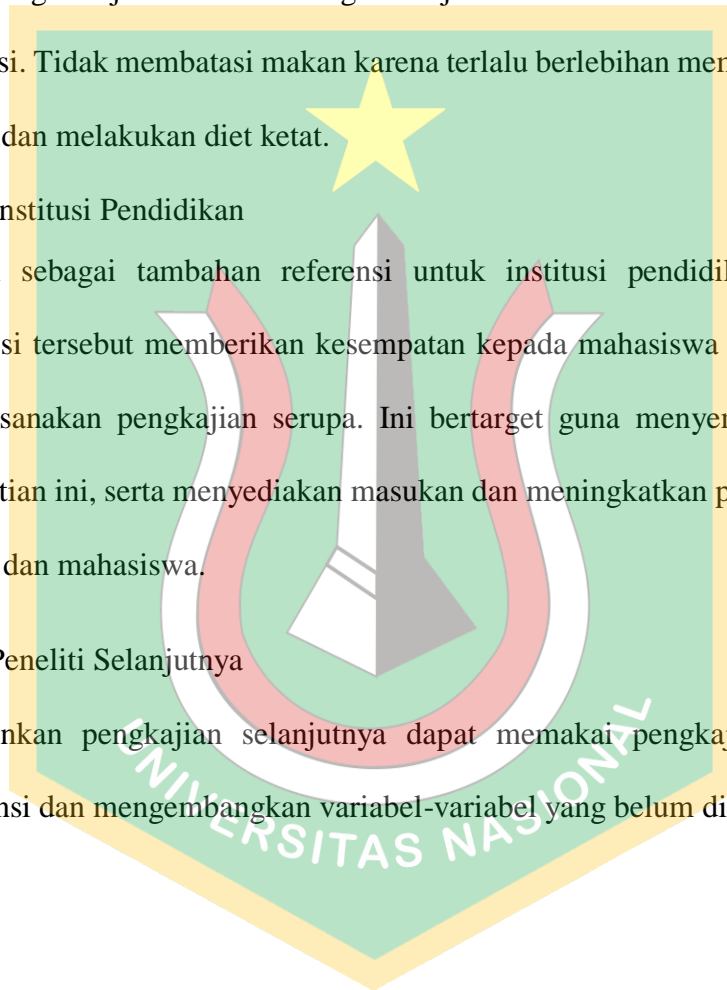 si. Tidak membatasi makan karena terlalu berlebihan men
dan melakukan diet ketat.
nstitusi Pendidikan
sebagai tambahan referensi untuk institusi pendidil
si tersebut memberikan kesempatan kepada mahasiswa
sanakan pengkajian serupa. Ini bertarget guna menyer
tian ini, serta menyediakan masukan dan meningkatkan p
dan mahasiswa.
Peneliti Selanjutnya
nkan pengkajian selanjutnya dapat memakai pengkaj
nsi dan mengembangkan variabel-variabel yang belum di
UNIVERSITAS NASIONAL